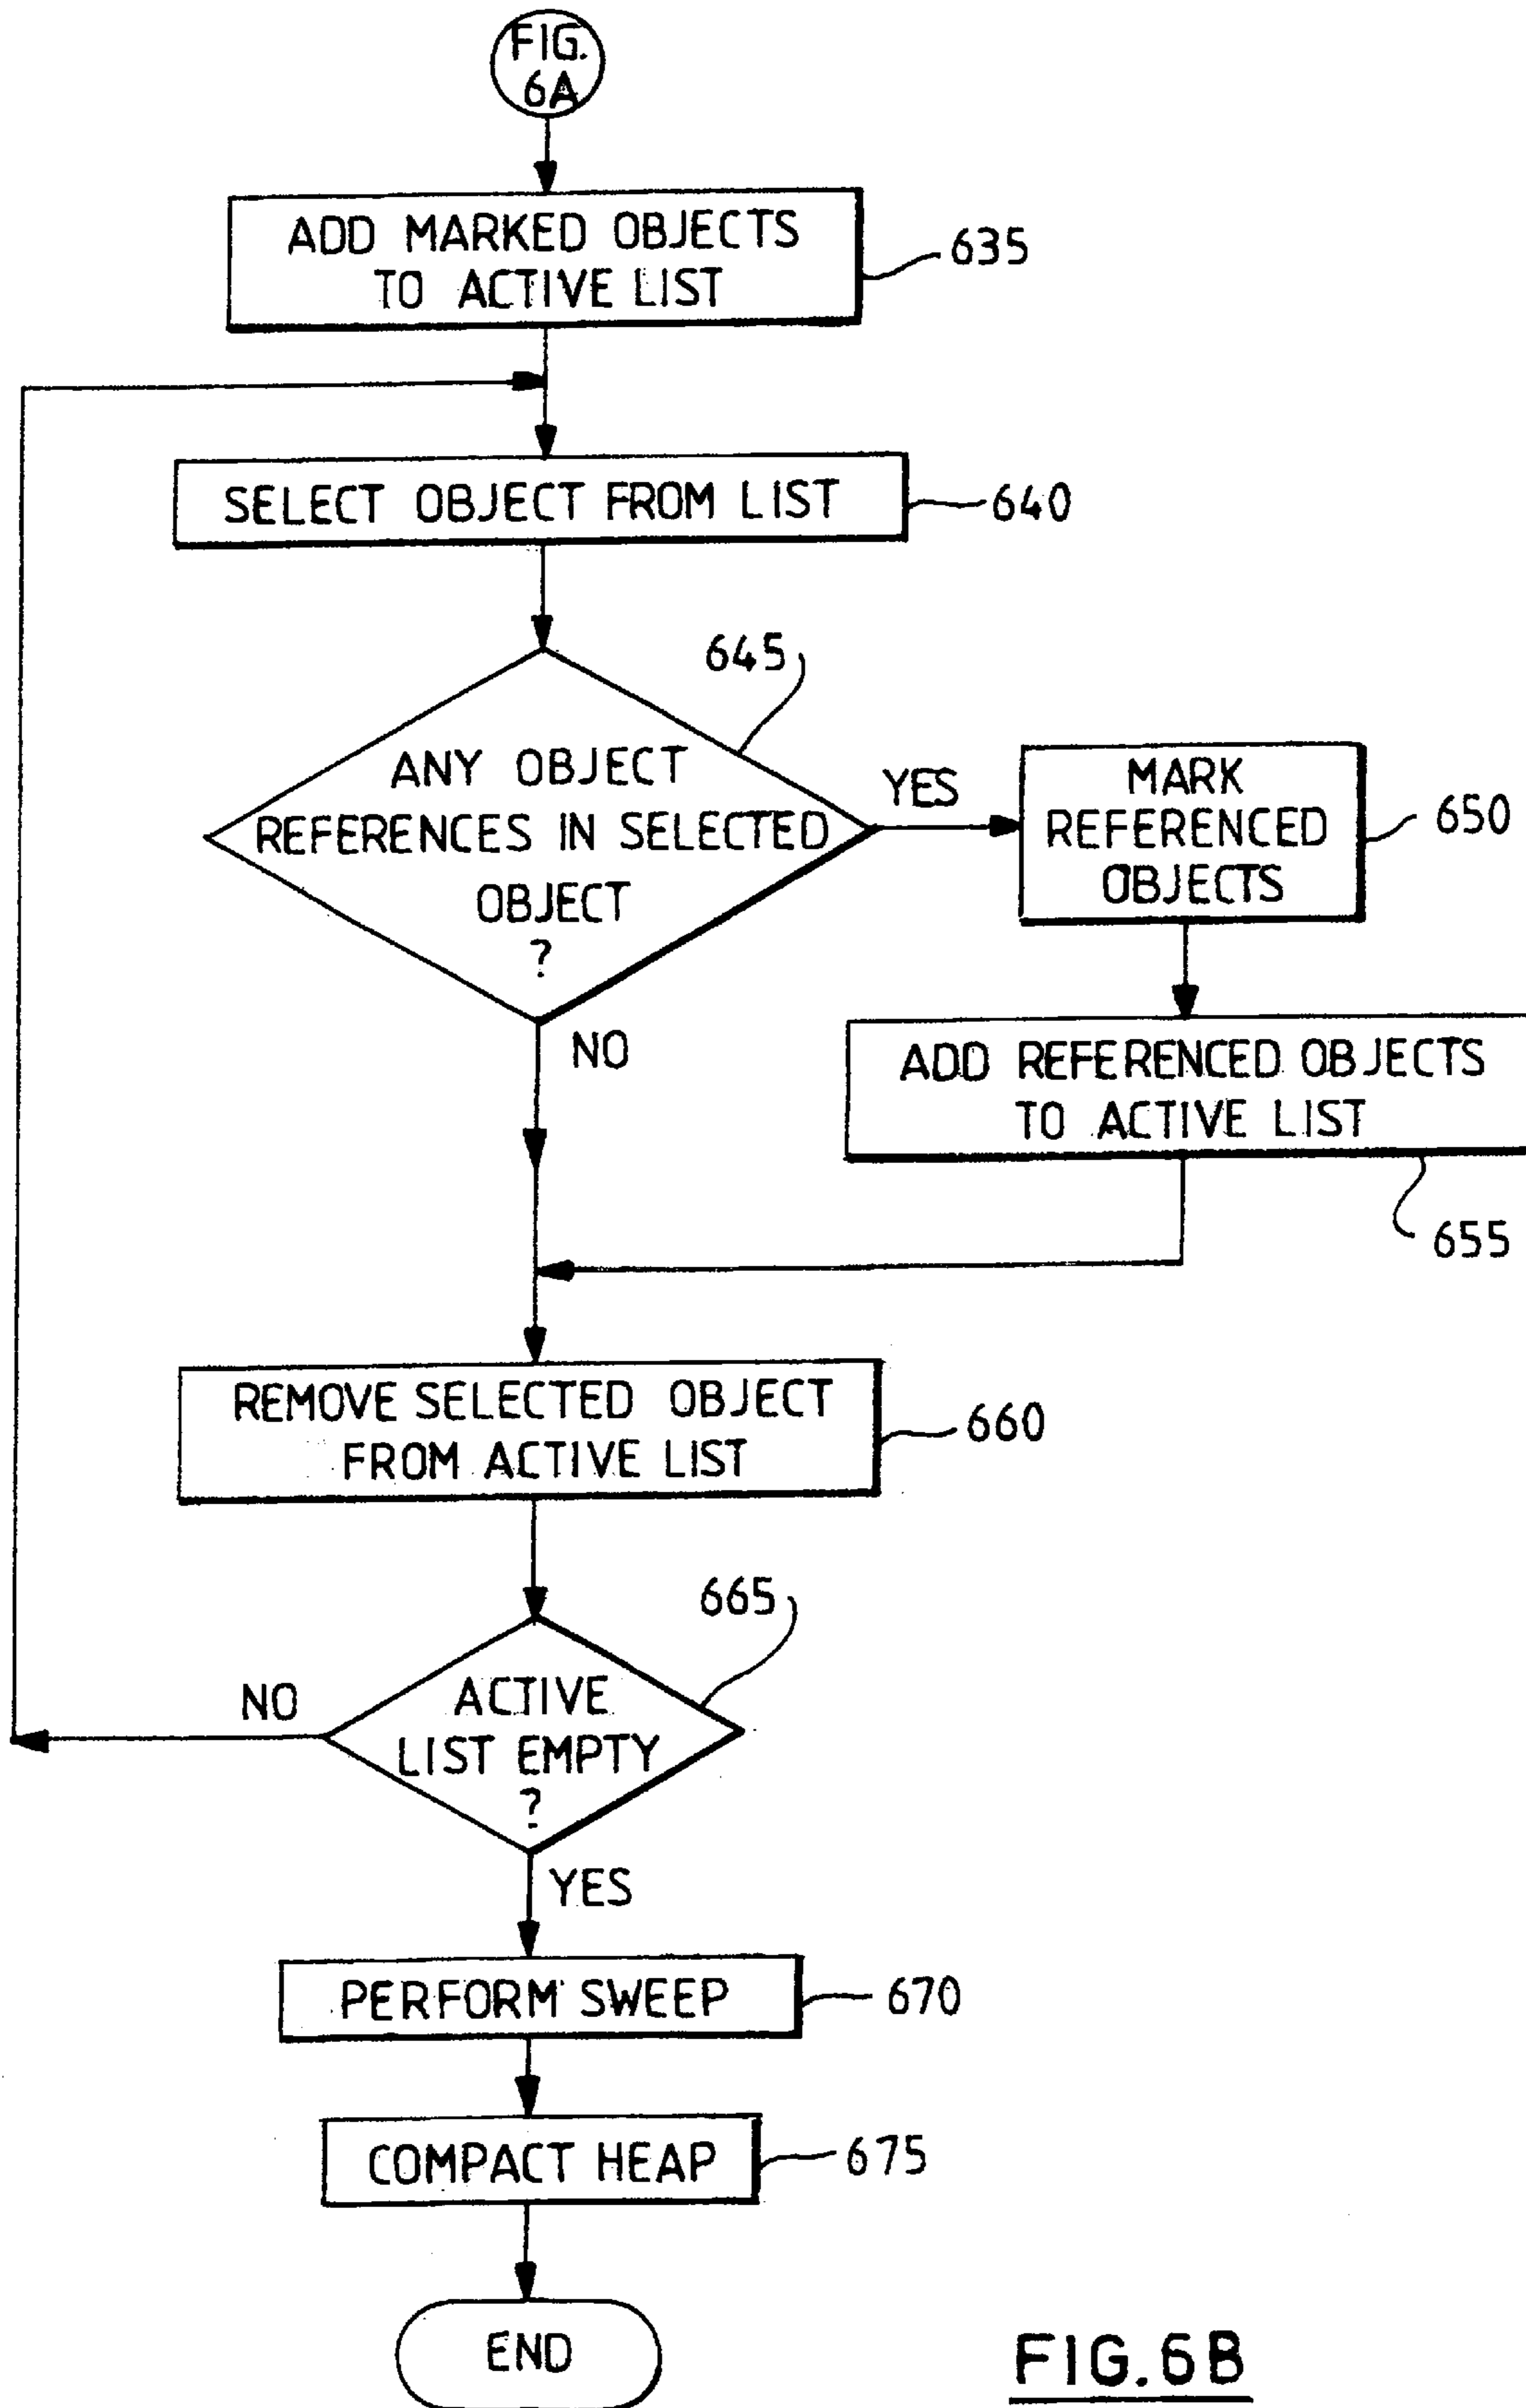 FIG.
6A
ADD MARKED OBJECTS
TO ACTIVE LIST
635
SELECT OBJECT FROM LIST
640
645
ANY OBJECT
REFERENCES IN SELECTED
OBJECT
?
YES
MARK
REFERENCED
OBJECTS
650
NO
ADD REFERENCED OBJECTS
TO ACTIVE LIST
655
REMOVE SELECTED OBJECT
FROM ACTIVE LIST
660
665
ACTIVE
LIST EMPTY
?
NO
YES
PERFORM SWEEP
670
COMPACT HEAP
675
END
FIG.6B